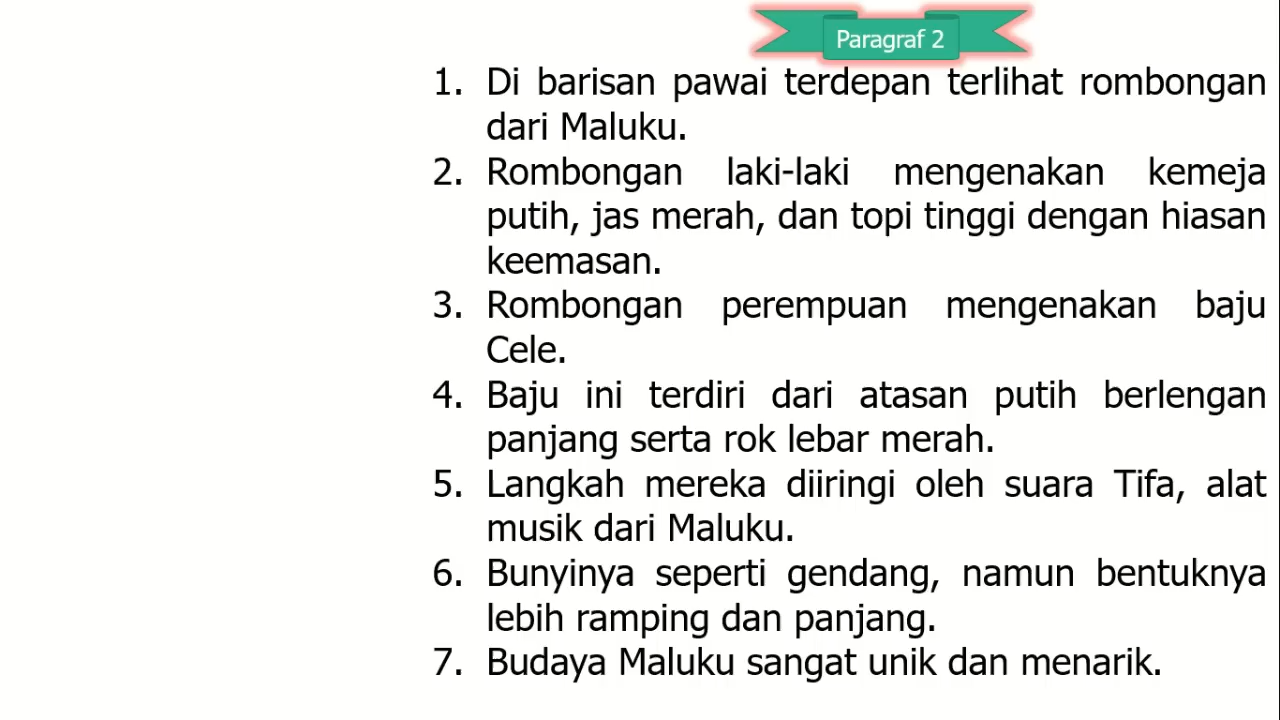 Paragraf 2
1. Di barisan pawai terdepan terlihat rombongan
dari Maluku.
2. Rombongan laki-laki mengenakan kemeja
putih, jas merah, dan topi tinggi dengan hiasan
keemasan.
3. Rombongan perempuan mengenakan baju
Cele.
4. Baju ini terdiri dari atasan putih berlengan
panjang serta rok lebar merah.
5. Langkah mereka diiringi oleh suara Tifa, alat
musik dari Maluku.
6. Bunyinya seperti gendang, namun bentuknya
lebih ramping dan panjang.
7. Budaya Maluku sangat unik dan menarik.